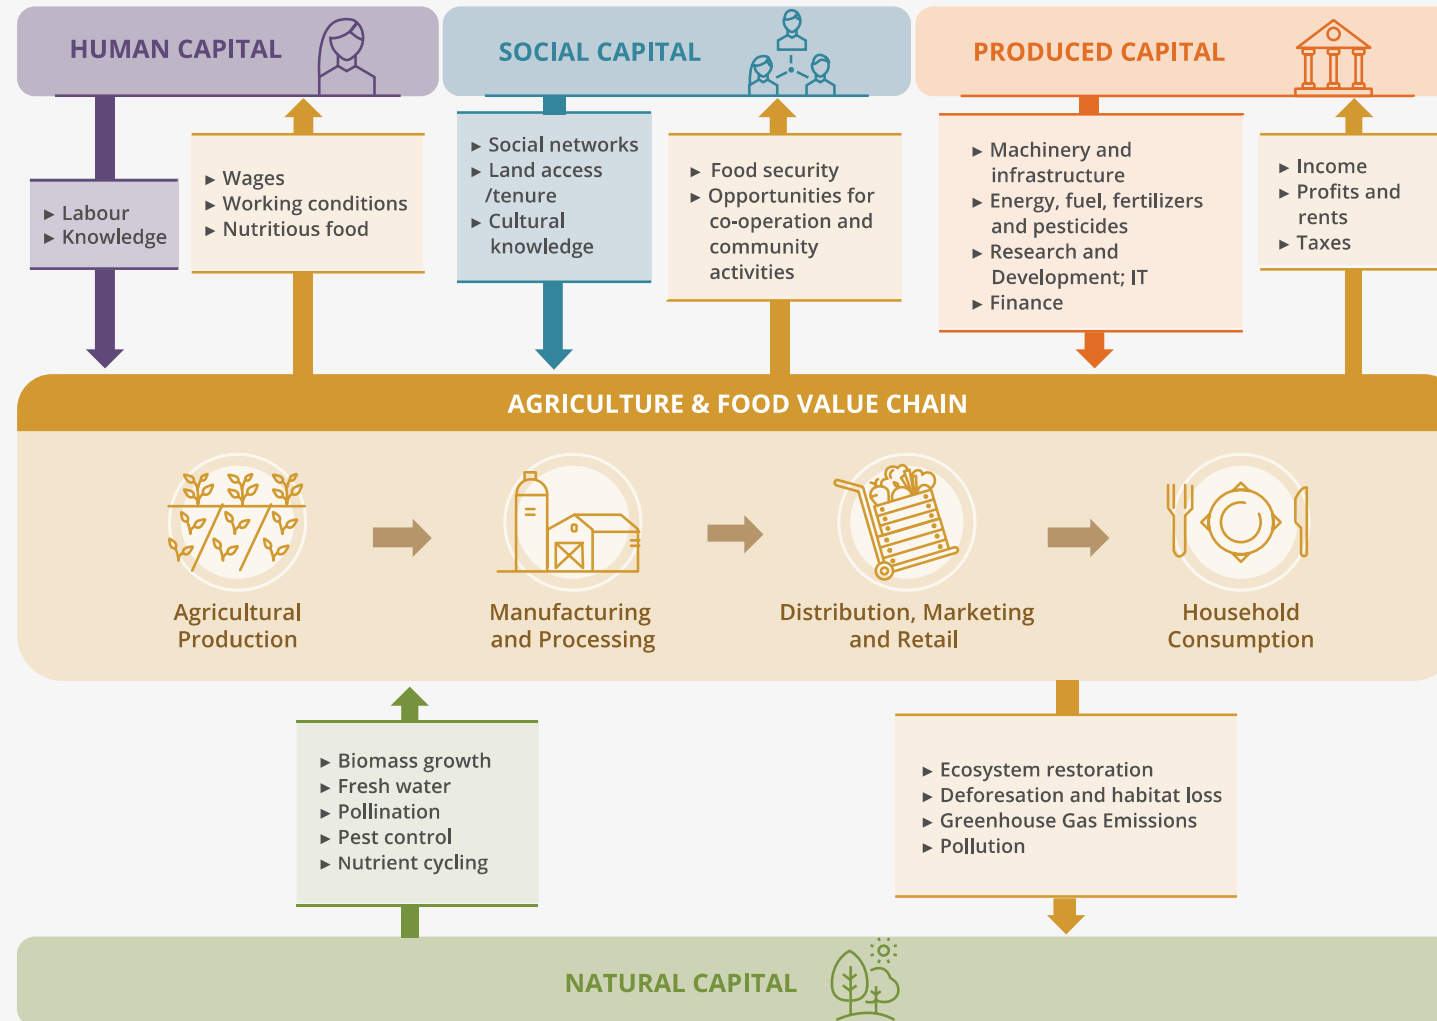 HUMAN CAPITAL
SOCIAL CAPITAL
PRODUCED CAPITAL
► Labour
► Knowledge
► Wages
► Working conditions
► Nutritious food
► Social networks
► Land access
/tenure
► Cultural
knowledge
► Food security
► Opportunities for
co-operation and
community
activities
► Machinery and
infrastructure
► Energy, fuel, fertilizers
and pesticides
► Research and
Development; IT
► Finance
► Income
► Profits and
rents
► Taxes
AGRICULTURE & FOOD VALUE CHAIN
Agricultural
Production
Manufacturing
and Processing
Distribution, Marketing
and Retail
Household
Consumption
► Biomass growth
► Fresh water
► Pollination
► Pest control
► Nutrient cycling
► Ecosystem restoration
► Deforesation and habitat loss
► Greenhouse Gas Emissions
► Pollution
NATURAL CAPITAL